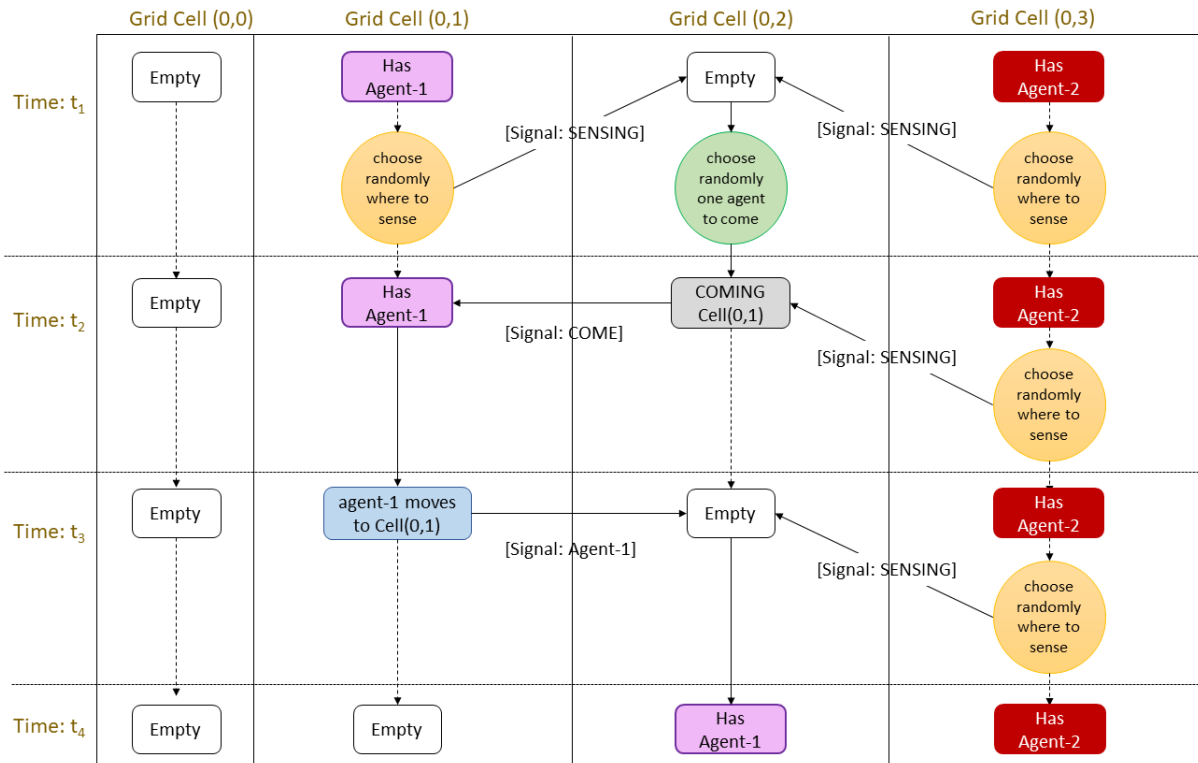 Grid Cell (0,0) Grid Cell (0,1) Grid Cell (0,2) Grid Cell (0,3)
Time: t₁
Empty
Has
Agent-1
Empty
Has
Agent-2
[Signal: SENSING]
[Signal: SENSING]
choose
randomly
where to
sense
choose
randomly
one agent
to come
choose
randomly
where to
sense
Time: t₂
Empty
Has
Agent-1
COMING
Cell(0,1)
Has
Agent-2
[Signal: COME]
[Signal: SENSING]
choose
randomly
where to
sense
Time: t₃
Empty
agent-1 moves
to Cell(0,1)
Empty
Has
Agent-2
[Signal: Agent-1]
[Signal: SENSING]
choose
randomly
where to
sense
Time: t₄
Empty
Empty
Has
Agent-1
Has
Agent-2